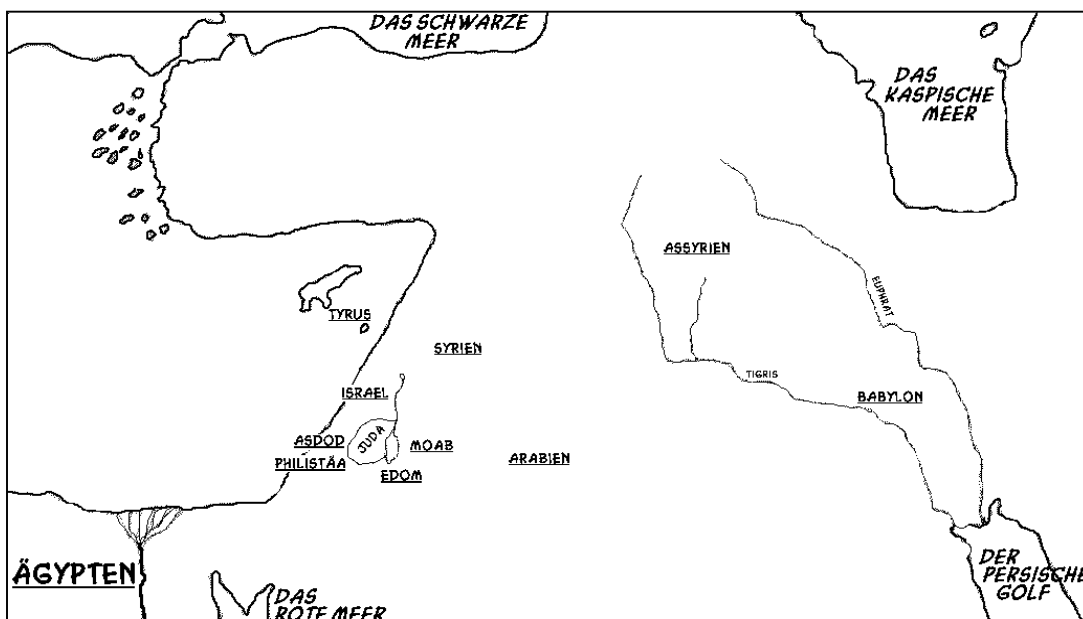 DAS SCHWARZE
MEER
DAS
KASPISCHE
MEER
ASSYRIEN
EUPHRAT
TYRUS
SYRIEN
TIGRIS
ISRAEL
BABYLON
JUDA
ASDOD
MOAB
PHILISTÄA
ARABIEN
EDOM
ÄGYPTEN
DAS
ROTE MEER
DER
PERSISCHE
GOLF